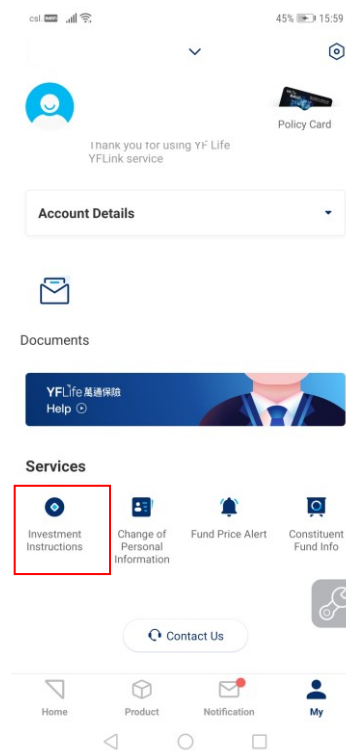 csl. 45% 15:59
Policy Card
Thank you for using YF Life
YFLink service
Account Details
Documents
YFLife 萬通保險
Help
Services
Investment
Instructions
Change of
Personal
Information
Fund Price Alert
Constituent
Fund Info
Contact Us
Home
Product
Notification
My